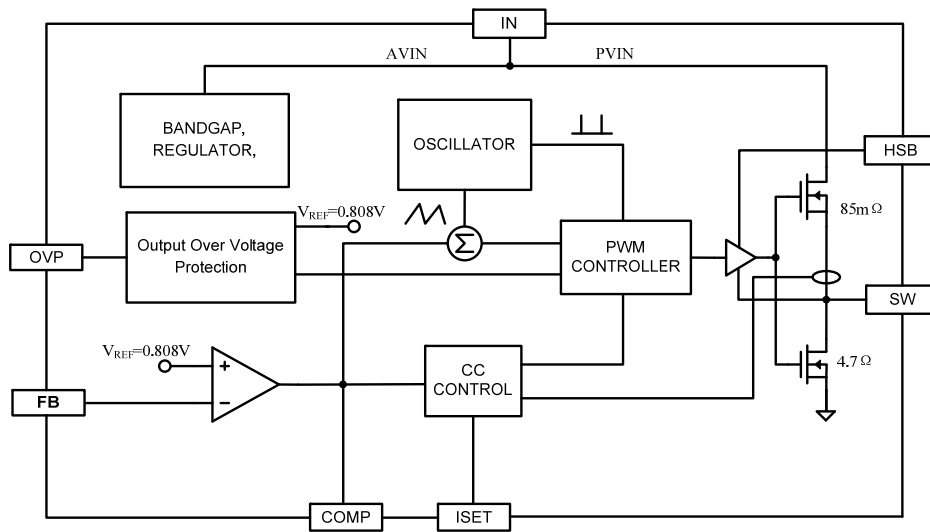 IN
AVIN
PVIN
BANDGAP,
REGULATOR,
OSCILLATOR
HSB
VREF=0.808V
85mΩ
OVP
Output Over Voltage
Protection
Σ
PWM
CONTROLLER
SW
VREF=0.808V
+
−
CC
CONTROL
4.7Ω
FB
COMP
ISET